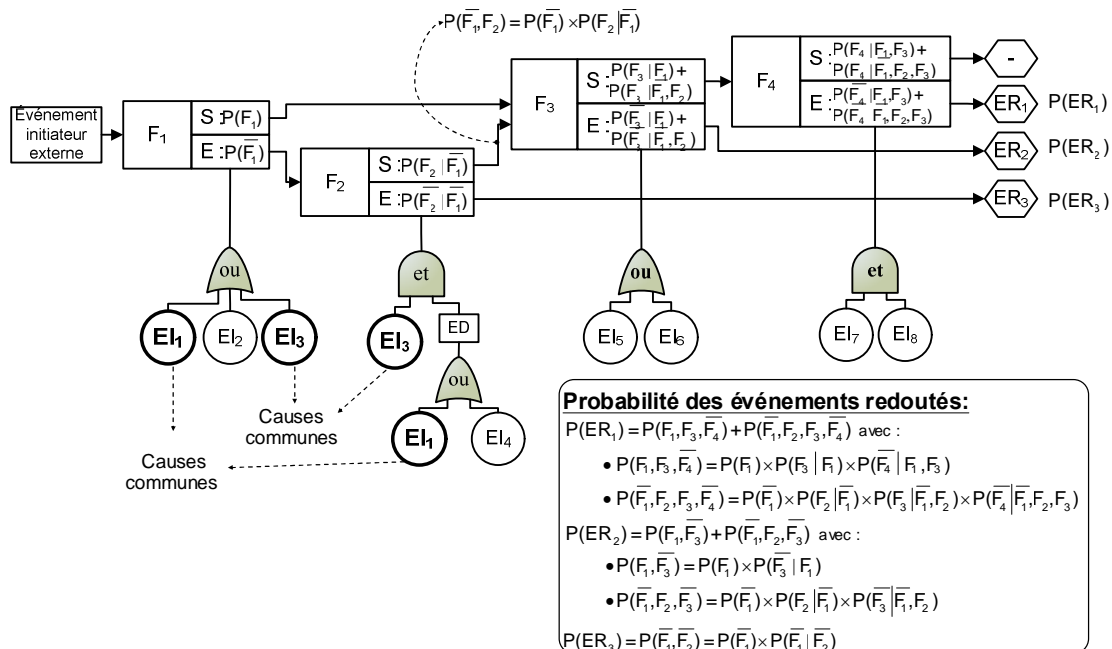 P(F̅₁,F₂) = P(F̅₁) × P(F₂|F̅₁)
Événement
initiateur
externe
F₁
S :P(F₁)
E :P(F̅₁)
F₂
S :P(F₂ | F̅₁)
E :P(F̅₂ | F̅₁)
F₃
S : P(F₃ | F₁) +
P(F₃ | F̅₁,F₂)
E : P(F̅₃ | F₁) +
P(F̅₃ | F̅₁,F₂)
F₄
S : P(F₄ | F₁,F₃) +
P(F₄ | F̅₁,F₂,F₃)
E : P(F̅₄ | F₁,F₃) +
P(F̅₄ F̅₁,F₂,F₃)
-
ER₁ P(ER₁)
ER₂ P(ER₂)
ER₃ P(ER₃)
ou
et
ou
et
EI₁
EI₂
EI₃
EI₃
ED
EI₅
EI₆
EI₇
EI₈
ou
EI₁
EI₄
Causes
communes
Causes
communes
Probabilité des événements redoutés:
P(ER₁) = P(F₁,F₃,F̅₄) + P(F̅₁,F₂,F₃,F̅₄) avec :
• P(F₁,F₃,F̅₄) = P(F₁) × P(F₃ | F₁) × P(F̅₄ | F₁,F₃)
• P(F̅₁,F₂,F₃,F̅₄) = P(F̅₁) × P(F₂|F̅₁) × P(F₃|F̅₁,F₂) × P(F̅₄|F̅₁,F₂,F₃)
P(ER₂) = P(F₁,F̅₃) + P(F̅₁,F₂,F̅₃) avec :
• P(F₁,F̅₃) = P(F₁) × P(F̅₃ | F₁)
• P(F̅₁,F₂,F̅₃) = P(F̅₁) × P(F₂|F̅₁) × P(F̅₃|F̅₁,F₂)
P(ER₃) = P(F̅₁,F̅₂) = P(F̅₁) × P(F̅₁ | F̅₂)